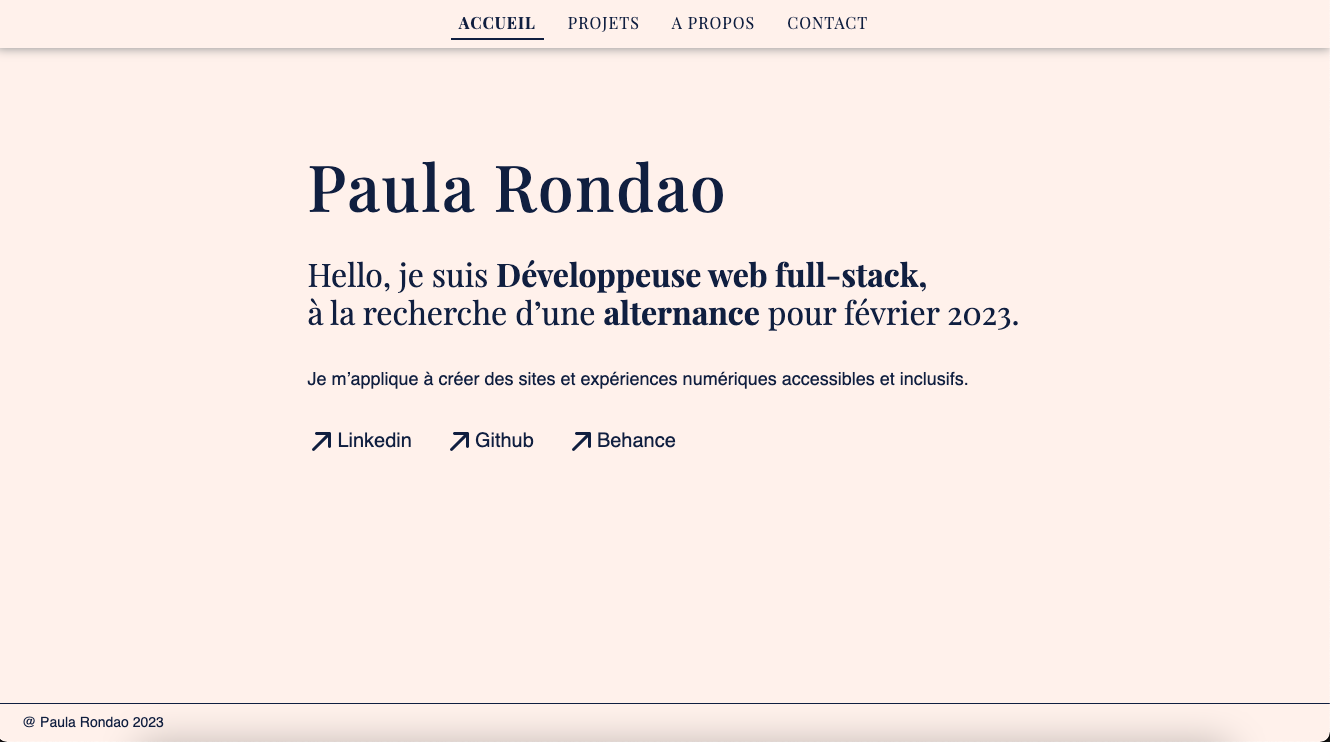 ACCUEIL PROJETS A PROPOS CONTACT
Paula Rondao
Hello, je suis Développeuse web full-stack,
à la recherche d’une alternance pour février 2023.
Je m’applique à créer des sites et expériences numériques accessibles et inclusifs.
Linkedin Github Behance
@ Paula Rondao 2023